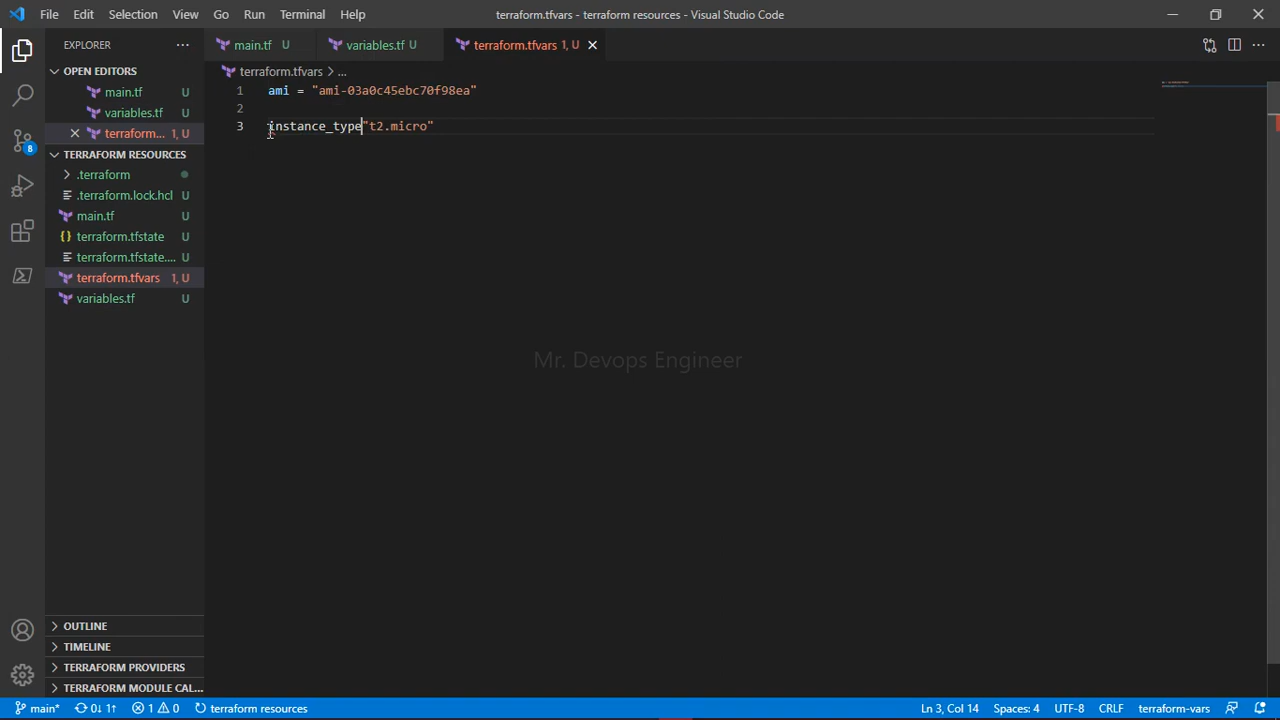 File Edit Selection View Go Run Terminal Help terraform.tfvars - terraform resources - Visual Studio Code
EXPLORER
main.tf U variables.tf U terraform.tfvars 1, U
OPEN EDITORS
main.tf U
variables.tf U
terraform... 1, U
TERRAFORM RESOURCES
.terraform
.terraform.lock.hcl U
main.tf U
terraform.tfstate U
terraform.tfstate.... U
terraform.tfvars 1, U
variables.tf U
OUTLINE
TIMELINE
TERRAFORM PROVIDERS
TERRAFORM MODULE CAL...
terraform.tfvars > ...
1 ami = "ami-03a0c45ebc70f98ea"
2
3 instance_type"t2.micro"
Mr. Devops Engineer
8
main* 0↓ 1↑ 1 0 terraform resources Ln 3, Col 14 Spaces: 4 UTF-8 CRLF terraform-vars